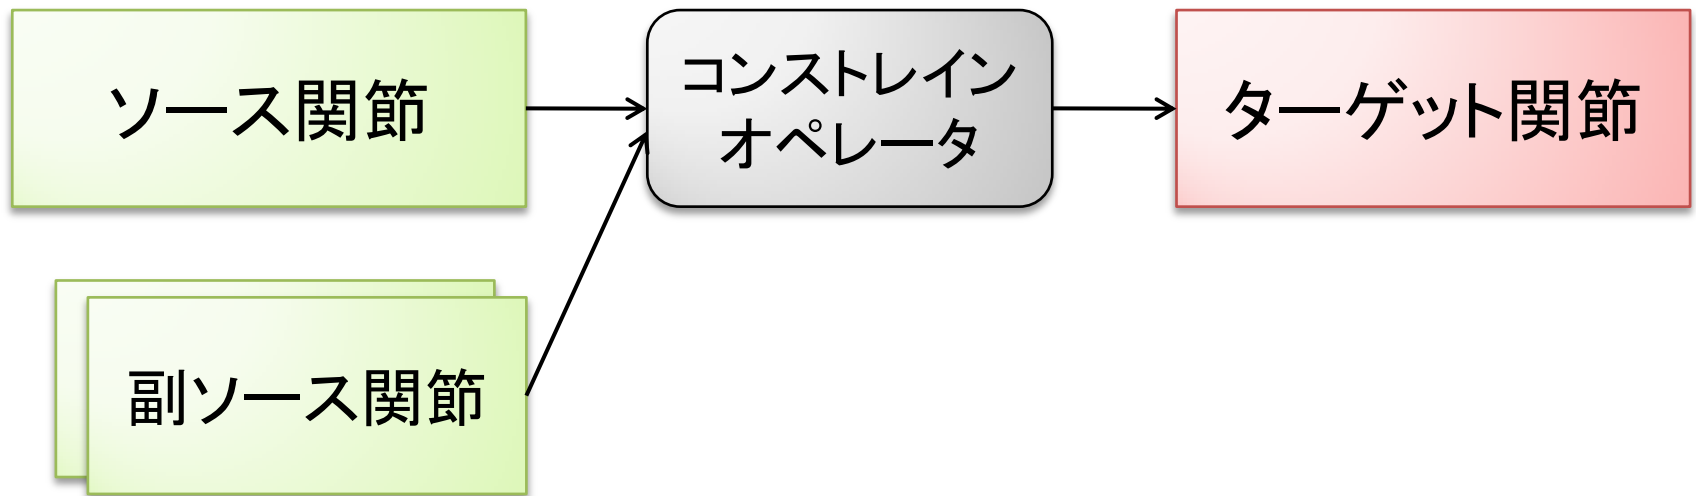 ソース関節
コンストレイン
オペレータ
ターゲット関節
副ソース関節